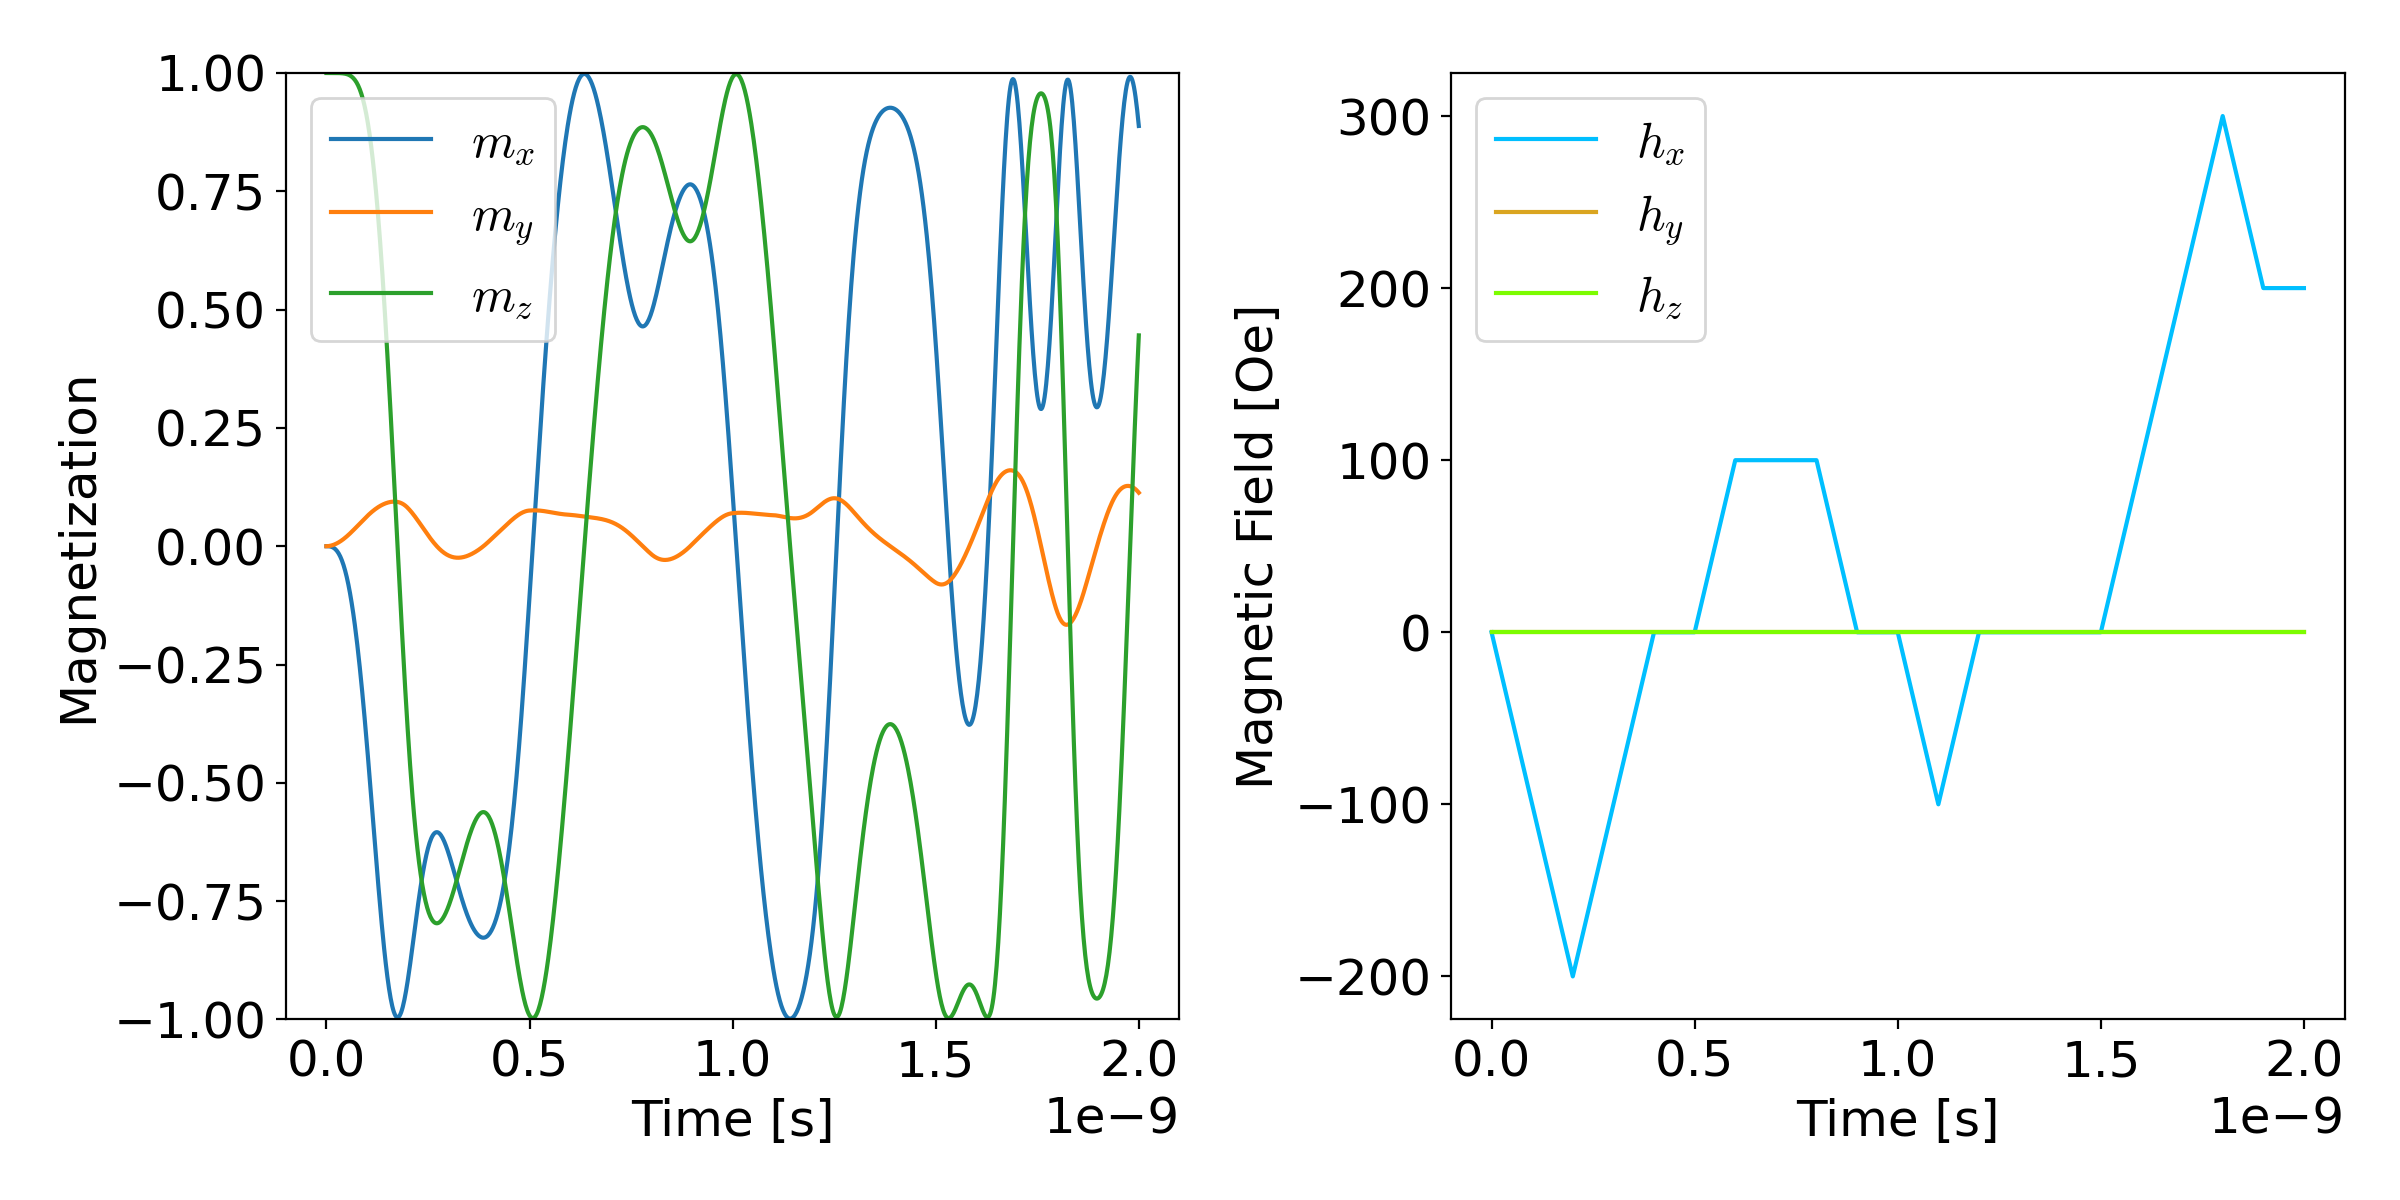 1.00
0.75
0.50
0.25
0.00
−0.25
−0.50
−0.75
−1.00
Magnetization
m_x
m_y
m_z
0.0 0.5 1.0 1.5 2.0
Time [s]
1e−9
300
200
100
0
−100
−200
Magnetic Field [Oe]
h_x
h_y
h_z
0.0 0.5 1.0 1.5 2.0
Time [s]
1e−9